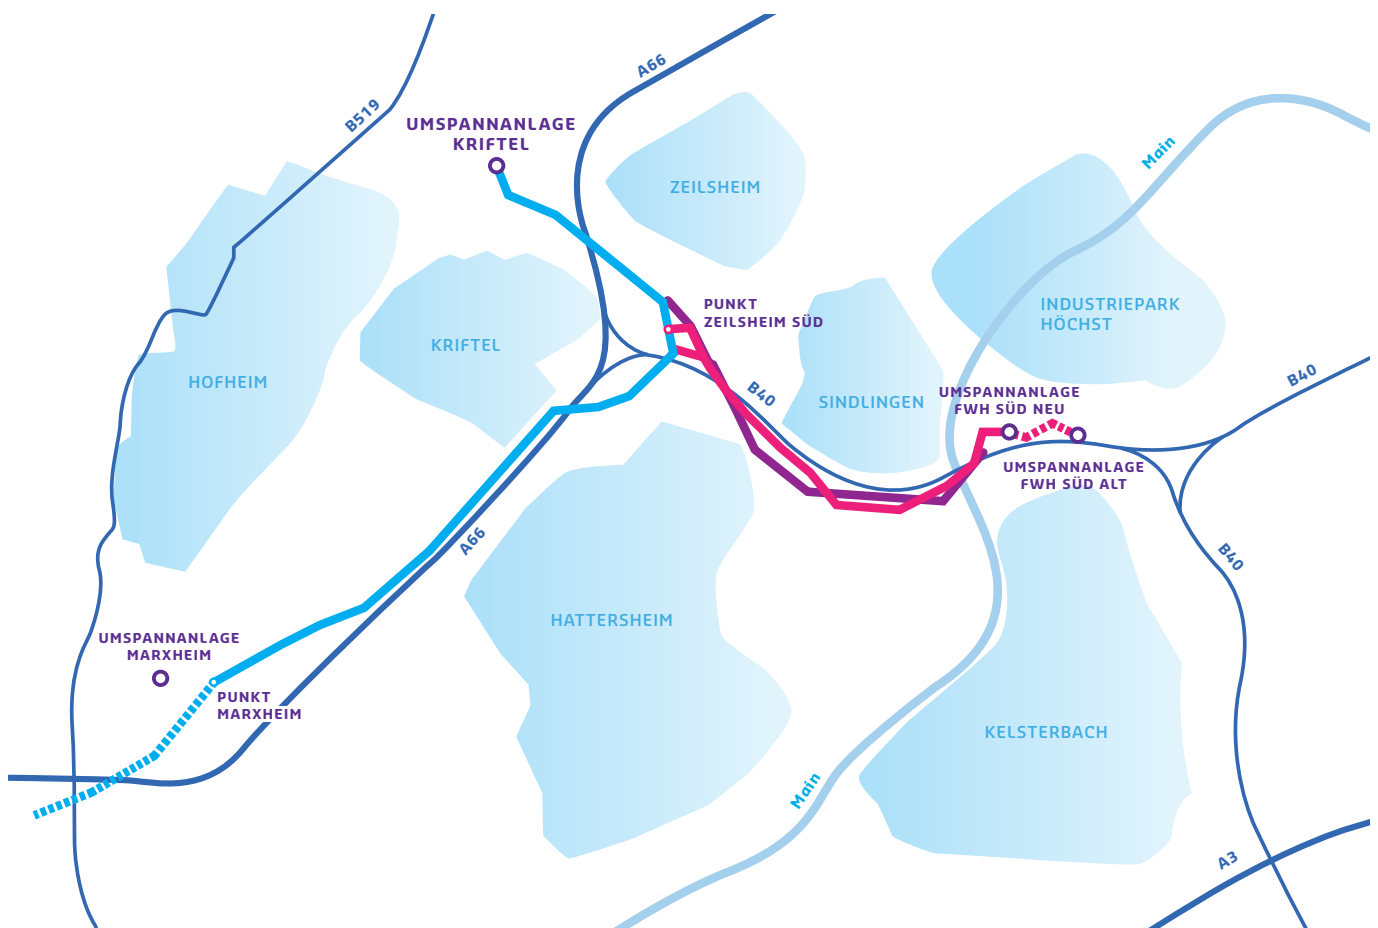 A66
B519
UMSPANNANLAGE
KRIFTEL
Main
ZEILSHEIM
PUNKT
ZEILSHEIM SÜD
INDUSTRIEPARK
HÖCHST
KRIFTEL
HOFHEIM
B40
B40
SINDLINGEN
UMSPANNANLAGE
FWH SÜD NEU
UMSPANNANLAGE
FWH SÜD ALT
A66
B40
HATTERSHEIM
UMSPANNANLAGE
MARXHEIM
PUNKT
MARXHEIM
KELSTERBACH
Main
A3